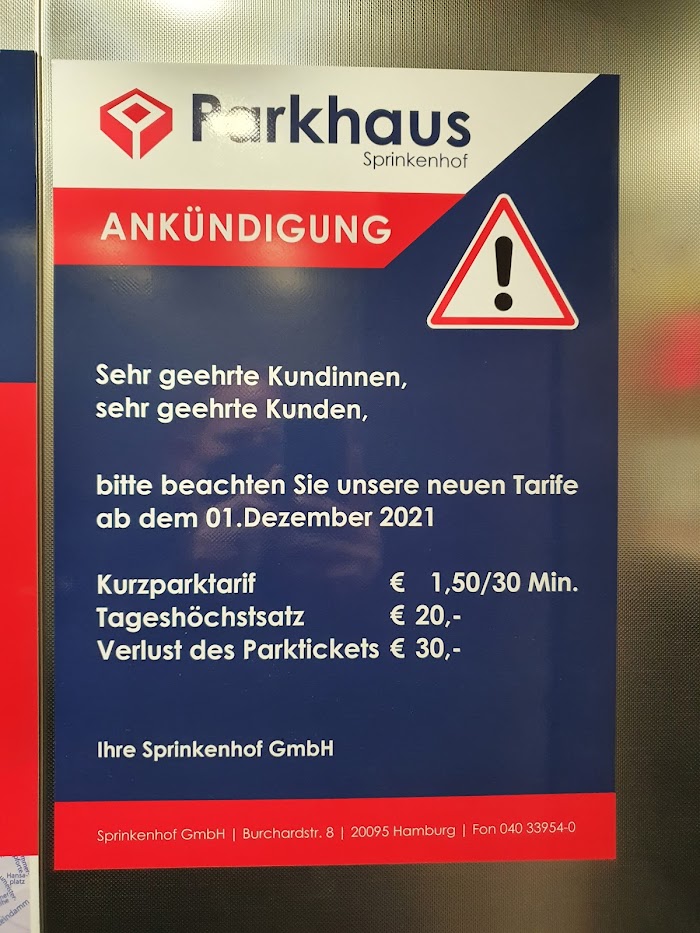 Parkhaus
Sprinkenhof
ANKÜNDIGUNG
Sehr geehrte Kundinnen,
sehr geehrte Kunden,
bitte beachten Sie unsere neuen Tarife
ab dem 01.Dezember 2021
Kurzparktarif € 1,50/30 Min.
Tageshöchstsatz € 20,-
Verlust des Parktickets € 30,-
Ihre Sprinkenhof GmbH
Sprinkenhof GmbH | Burchardstr. 8 | 20095 Hamburg | Fon 040 33954-0
Hansa-
platz